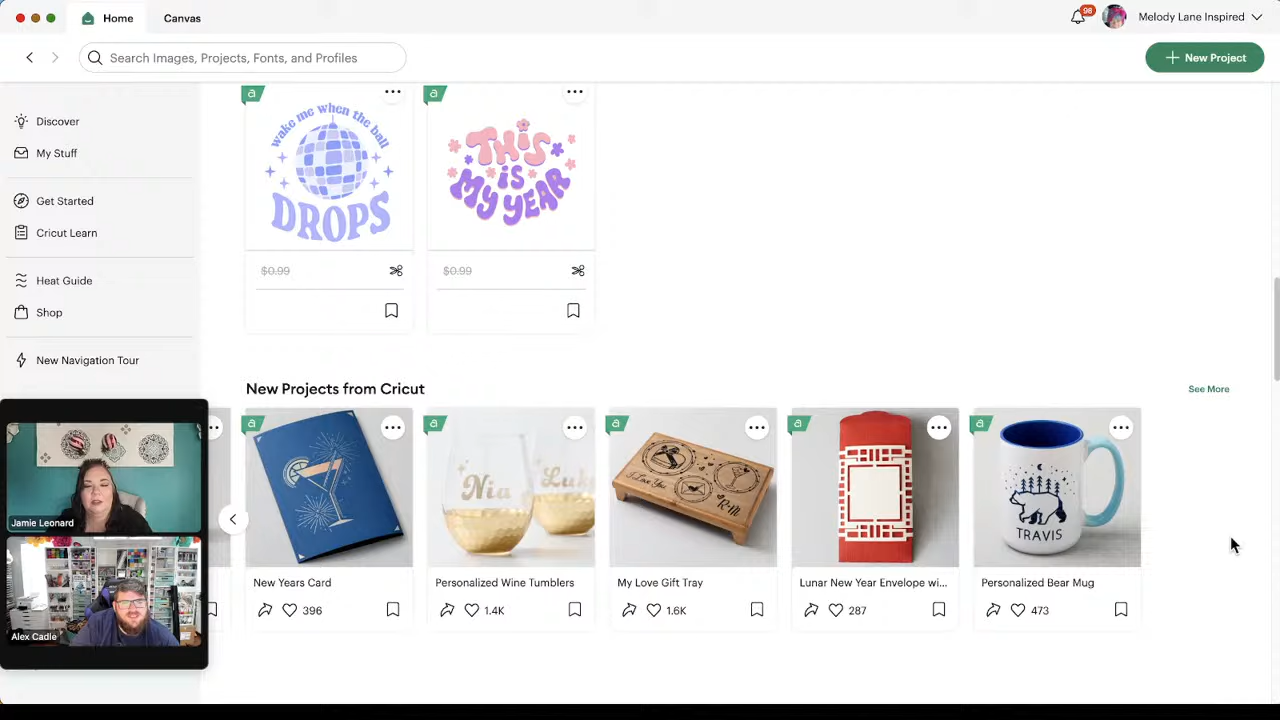 Home
Canvas
98
Melody Lane Inspired
Search Images, Projects, Fonts, and Profiles
New Project
Discover
My Stuff
Get Started
Cricut Learn
Heat Guide
Shop
New Navigation Tour
a
a
wake me when the ball
DROPS
THIS
is
MY YEAR
$0.99
$0.99
New Projects from Cricut
See More
a
a
a
a
a
Nia
I Love You
R+M
TRAVIS
New Years Card
Personalized Wine Tumblers
My Love Gift Tray
Lunar New Year Envelope wi...
Personalized Bear Mug
396
1.4K
1.6K
287
473
Jamie Leonard
Alex Cadie